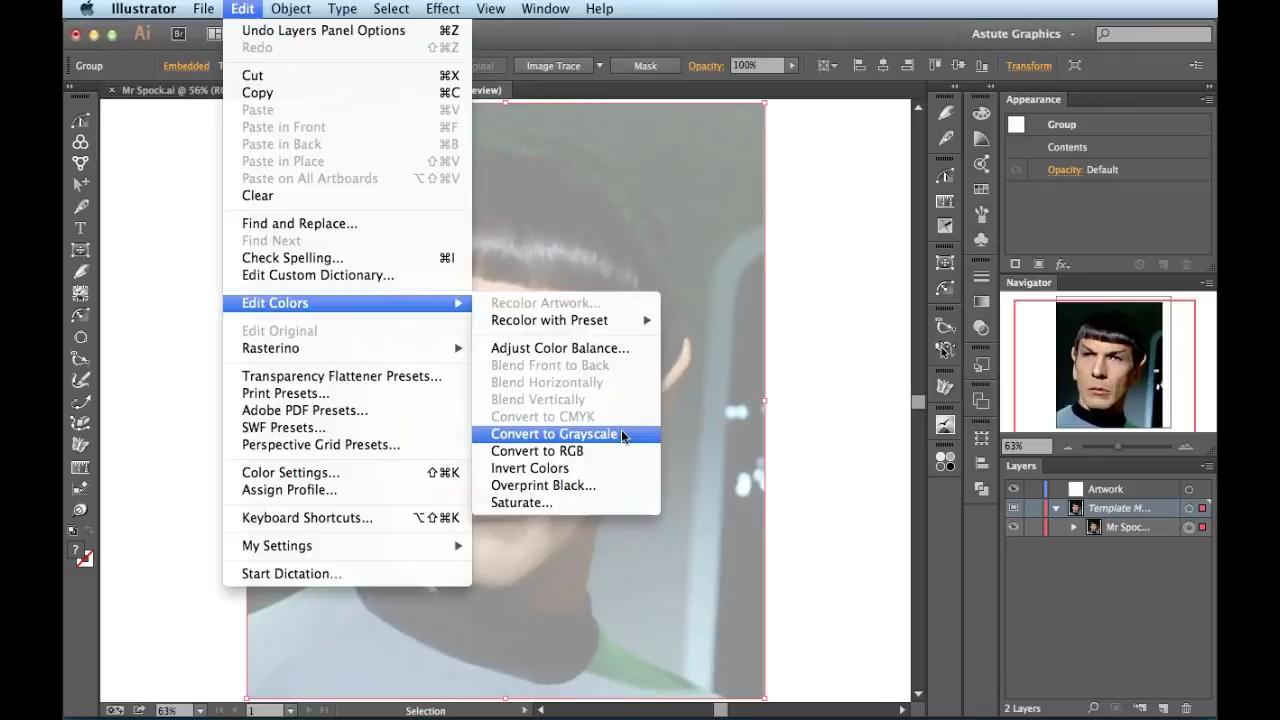 Illustrator File Edit Object Type Select Effect View Window Help
Ai Br Astute Graphics
Group Embedded Image Trace Mask Opacity: 100% Transform
Mr Spock.ai @ 56%
Undo Layers Panel Options ⌘Z
Redo ⇧⌘Z
Cut ⌘X
Copy ⌘C
Paste ⌘V
Paste in Front ⌘F
Paste in Back ⌘B
Paste in Place ⇧⌘V
Paste on All Artboards ⌥⇧⌘V
Clear
Find and Replace...
Find Next
Check Spelling... ⌘I
Edit Custom Dictionary...
Edit Colors
Edit Original
Rasterino
Transparency Flattener Presets...
Print Presets...
Adobe PDF Presets...
SWF Presets...
Perspective Grid Presets...
Color Settings... ⇧⌘K
Assign Profile...
Keyboard Shortcuts... ⌥⇧⌘K
My Settings
Start Dictation...
Recolor Artwork...
Recolor with Preset
Adjust Color Balance...
Blend Front to Back
Blend Horizontally
Blend Vertically
Convert to CMYK
Convert to Grayscale
Convert to RGB
Invert Colors
Overprint Black...
Saturate...
Appearance
Group
Contents
Opacity: Default
fx
Navigator
63%
Layers
Artwork
Template M...
Mr Spoc...
2 Layers
63% 1 Selection